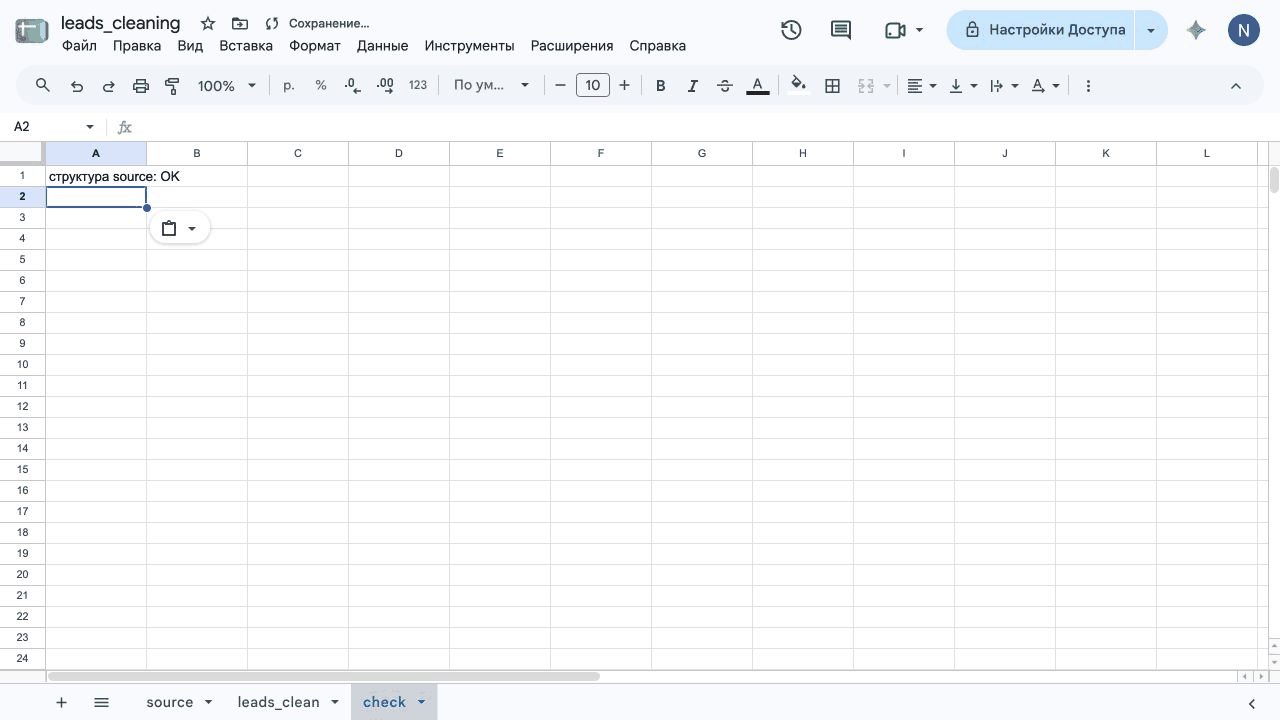 leads_cleaning
Сохранение...
Файл Правка Вид Вставка Формат Данные Инструменты Расширения Справка
Настройки Доступа
N
100% р. % .0 .00 123 По ум... 10 B I S A A
A2 fx
A B C D E F G H I J K L
1 структура source: OK
2
3
4
5
6
7
8
9
10
11
12
13
14
15
16
17
18
19
20
21
22
23
24
source leads_clean check